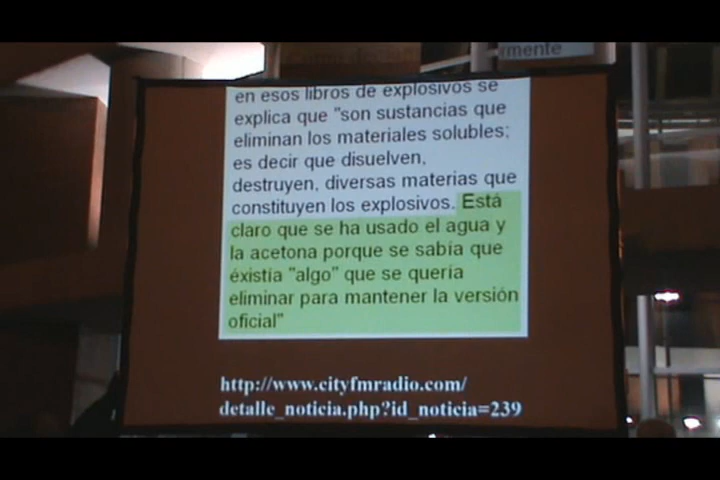 rmente
en esos libros de explosivos se
explica que "son sustancias que
eliminan los materiales solubles;
es decir que disuelven,
destruyen, diversas materias que
constituyen los explosivos. Está
claro que se ha usado el agua y
la acetona porque se sabía que
éxistía "algo" que se quería
eliminar para mantener la versión
oficial"
http://www.cityfmradio.com/
detalle_noticia.php?id_noticia=239